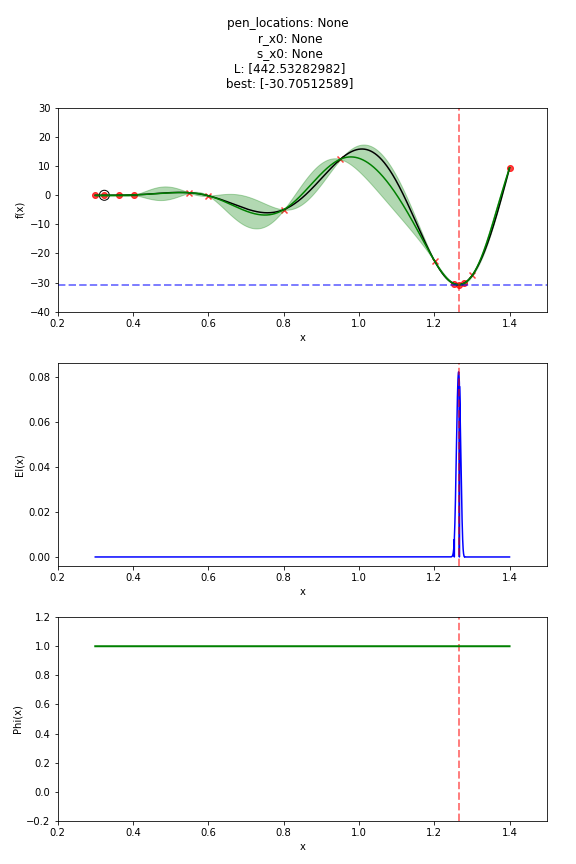 pen_locations: None
r_x0: None
s_x0: None
L: [442.53282982]
best: [-30.70512589]
30
20
10
0
−10
−20
−30
−40
f(x)
0.2 0.4 0.6 0.8 1.0 1.2 1.4
x
0.08
0.06
0.04
0.02
0.00
EI(x)
0.2 0.4 0.6 0.8 1.0 1.2 1.4
x
1.2
1.0
0.8
0.6
0.4
0.2
0.0
−0.2
Phi(x)
0.2 0.4 0.6 0.8 1.0 1.2 1.4
x